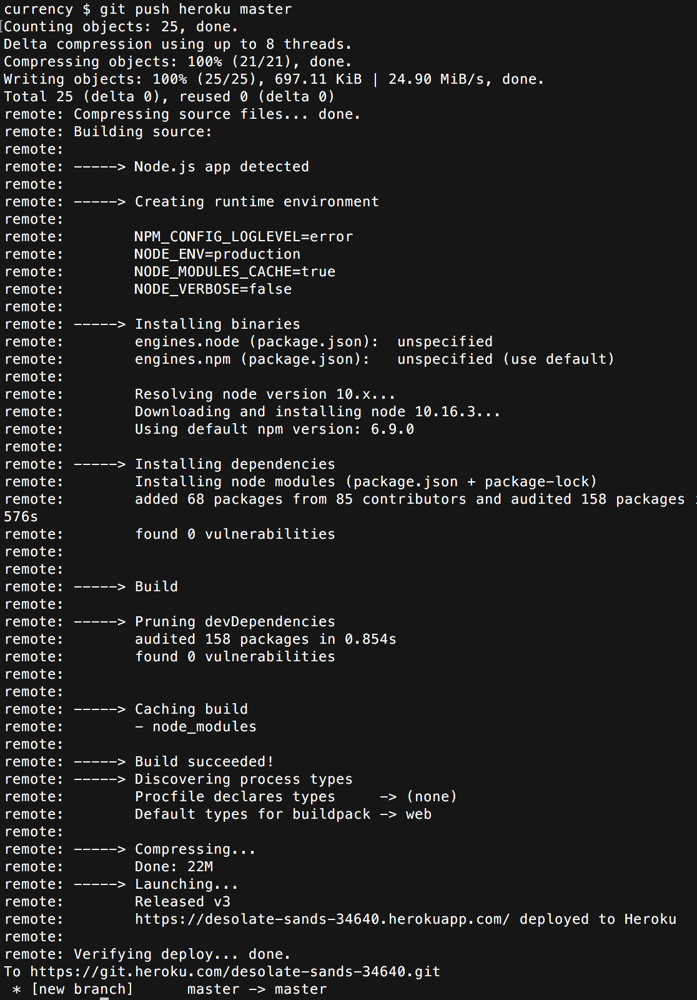 currency $ git push heroku master
Counting objects: 25, done.
Delta compression using up to 8 threads.
Compressing objects: 100% (21/21), done.
Writing objects: 100% (25/25), 697.11 KiB | 24.90 MiB/s, done.
Total 25 (delta 0), reused 0 (delta 0)
remote: Compressing source files... done.
remote: Building source:
remote:
remote: -----> Node.js app detected
remote:
remote: -----> Creating runtime environment
remote:
remote:        NPM_CONFIG_LOGLEVEL=error
remote:        NODE_ENV=production
remote:        NODE_MODULES_CACHE=true
remote:        NODE_VERBOSE=false
remote:
remote: -----> Installing binaries
remote:        engines.node (package.json):  unspecified
remote:        engines.npm (package.json):   unspecified (use default)
remote:
remote:        Resolving node version 10.x...
remote:        Downloading and installing node 10.16.3...
remote:        Using default npm version: 6.9.0
remote:
remote: -----> Installing dependencies
remote:        Installing node modules (package.json + package-lock)
remote:        added 68 packages from 85 contributors and audited 158 packages
576s
remote:        found 0 vulnerabilities
remote:
remote:
remote: -----> Build
remote:
remote: -----> Pruning devDependencies
remote:        audited 158 packages in 0.854s
remote:        found 0 vulnerabilities
remote:
remote:
remote: -----> Caching build
remote:        - node_modules
remote:
remote: -----> Build succeeded!
remote: -----> Discovering process types
remote:        Procfile declares types     -> (none)
remote:        Default types for buildpack -> web
remote:
remote: -----> Compressing...
remote:        Done: 22M
remote: -----> Launching...
remote:        Released v3
remote:        https://desolate-sands-34640.herokuapp.com/ deployed to Heroku
remote:
remote: Verifying deploy... done.
To https://git.heroku.com/desolate-sands-34640.git
 * [new branch]      master -> master